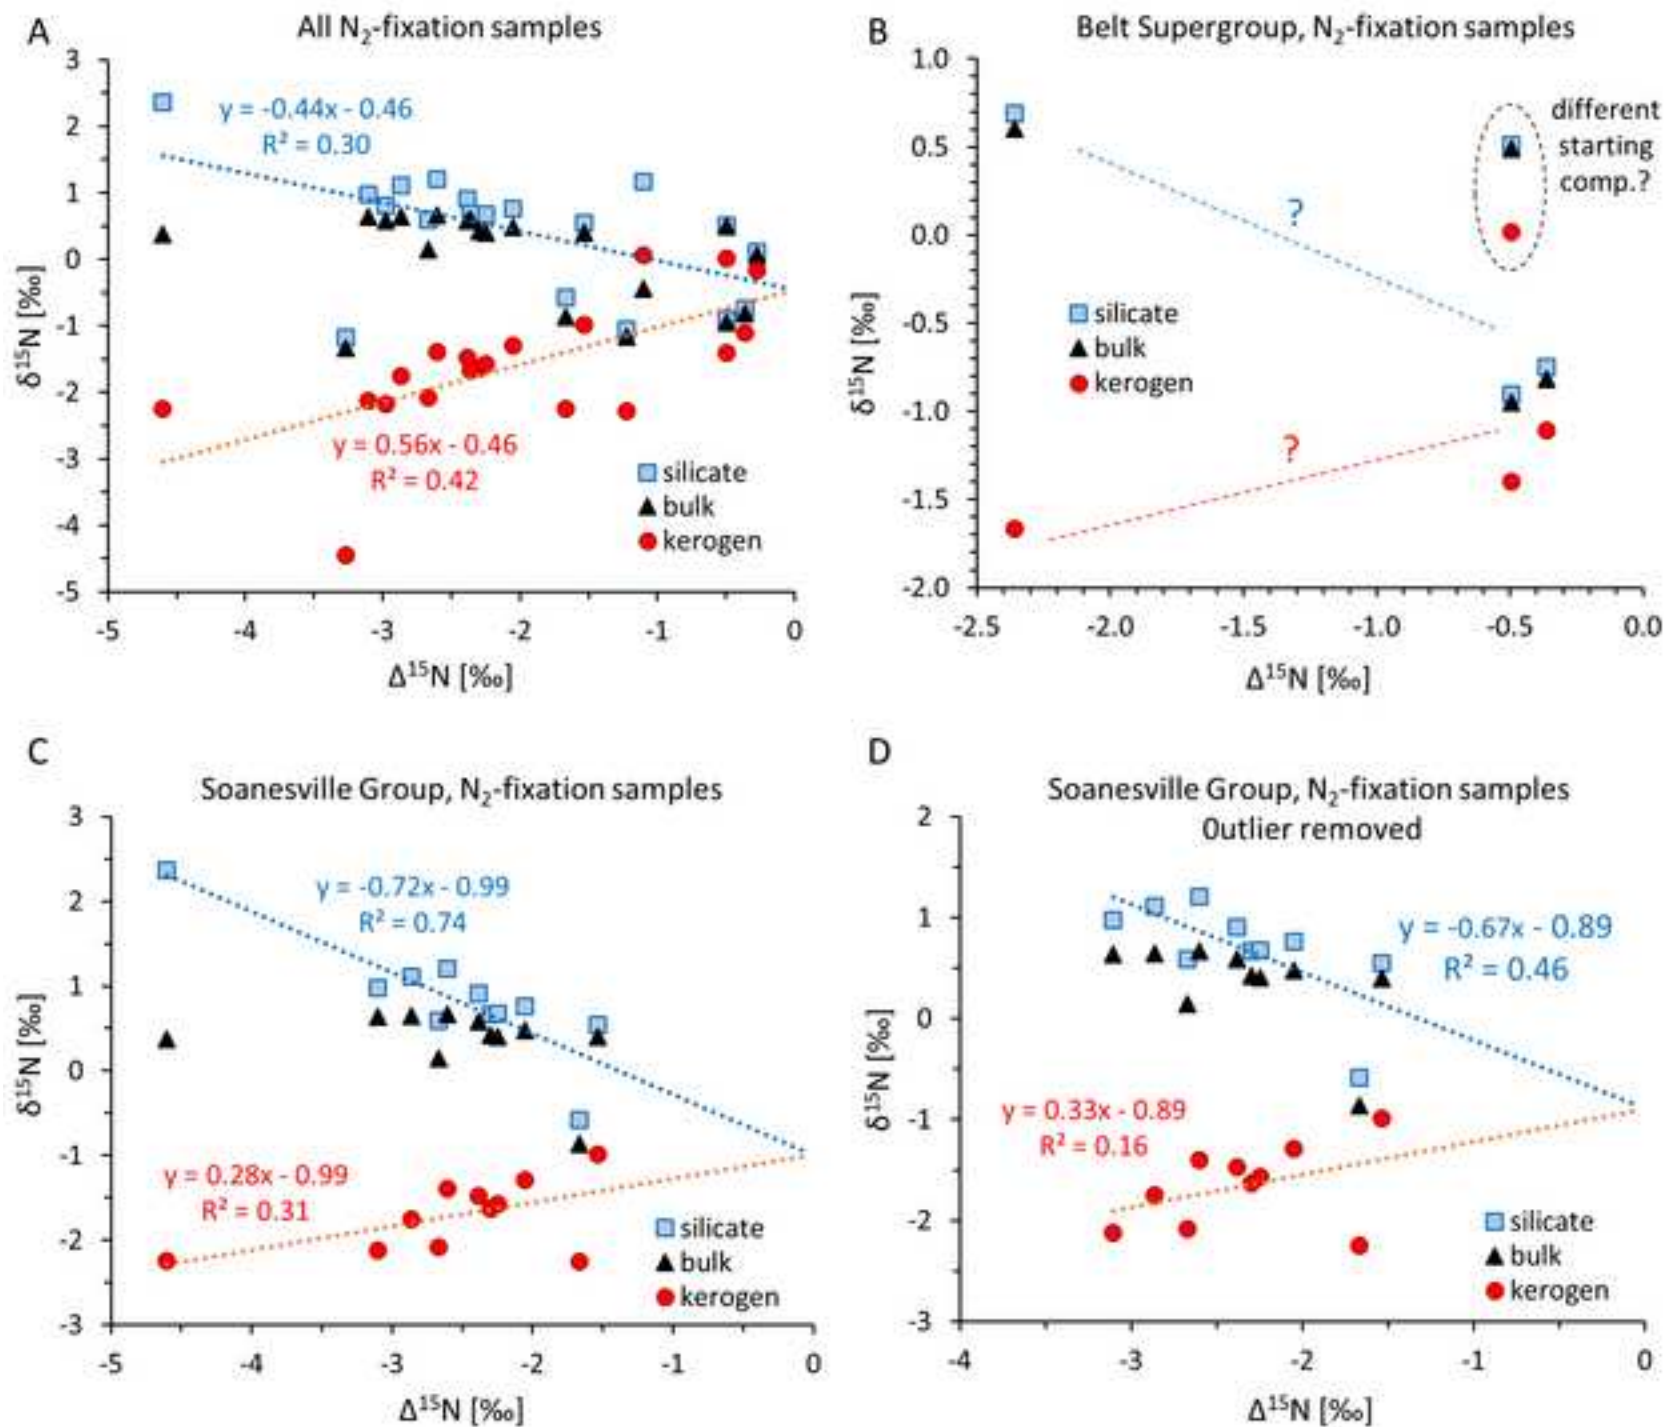 A
All N₂-fixation samples
3
2
1
0
-1
-2
-3
-4
-5
δ¹⁵N [‰]
y = -0.44x - 0.46
R² = 0.30
y = 0.56x - 0.46
R² = 0.42
silicate
bulk
kerogen
-5 -4 -3 -2 -1 0
Δ¹⁵N [‰]
B
Belt Supergroup, N₂-fixation samples
1.0
0.5
0.0
-0.5
-1.0
-1.5
-2.0
δ¹⁵N [‰]
different
starting
comp.?
?
silicate
bulk
kerogen
?
-2.5 -2.0 -1.5 -1.0 -0.5 0.0
Δ¹⁵N [‰]
C
Soanesville Group, N₂-fixation samples
3
2
1
0
-1
-2
-3
δ¹⁵N [‰]
y = -0.72x - 0.99
R² = 0.74
y = 0.28x - 0.99
R² = 0.31
silicate
bulk
kerogen
-5 -4 -3 -2 -1 0
Δ¹⁵N [‰]
D
Soanesville Group, N₂-fixation samples
Outlier removed
2
1
0
-1
-2
-3
δ¹⁵N [‰]
y = -0.67x - 0.89
R² = 0.46
y = 0.33x - 0.89
R² = 0.16
silicate
bulk
kerogen
-4 -3 -2 -1 0
Δ¹⁵N [‰]